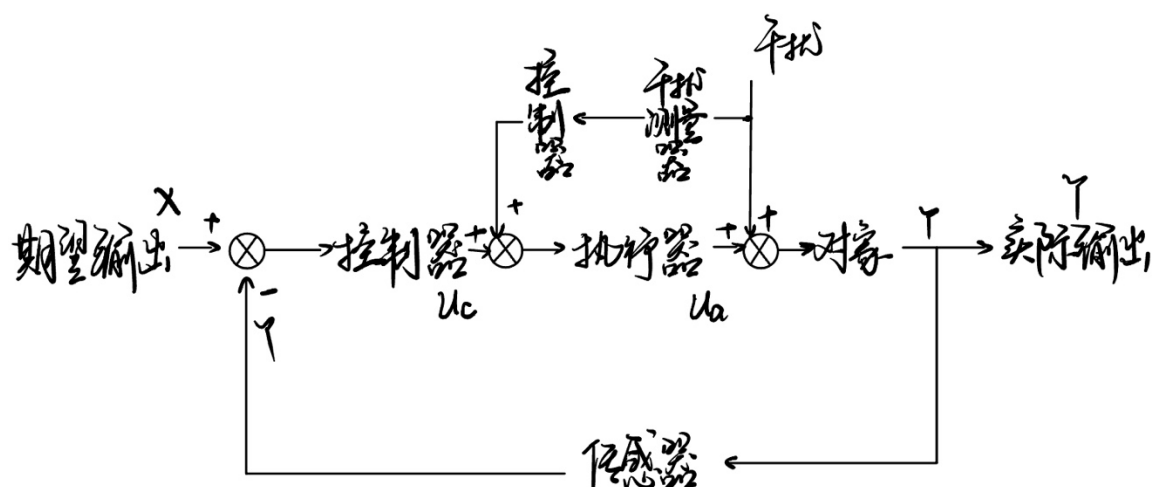 干扰
控制器
干扰测量器
X
Y
+
+
+
+
+
Y
期望输出
控制器
执行器
对象
实际输出
Uc
Ua
-
Y
传感器